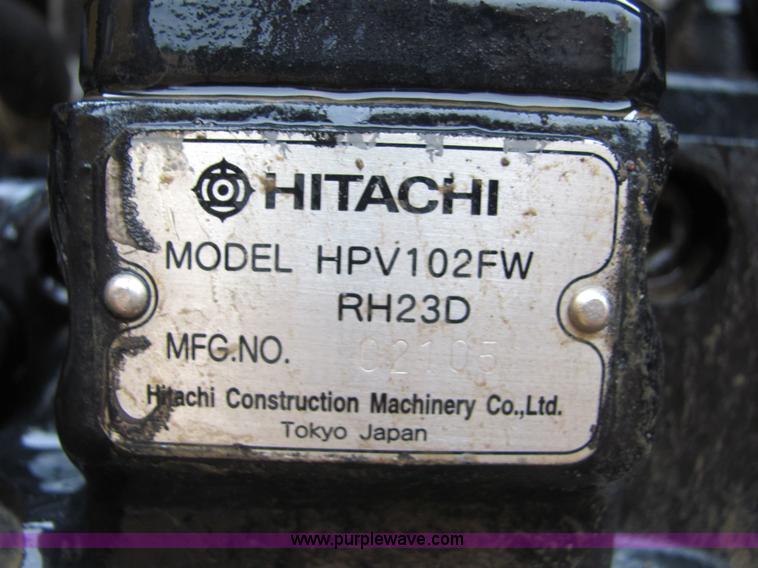 HITACHI
MODEL HPV102FW
RH23D
MFG.NO. 02105
Hitachi Construction Machinery Co.,Ltd.
Tokyo Japan
www.purplewave.com